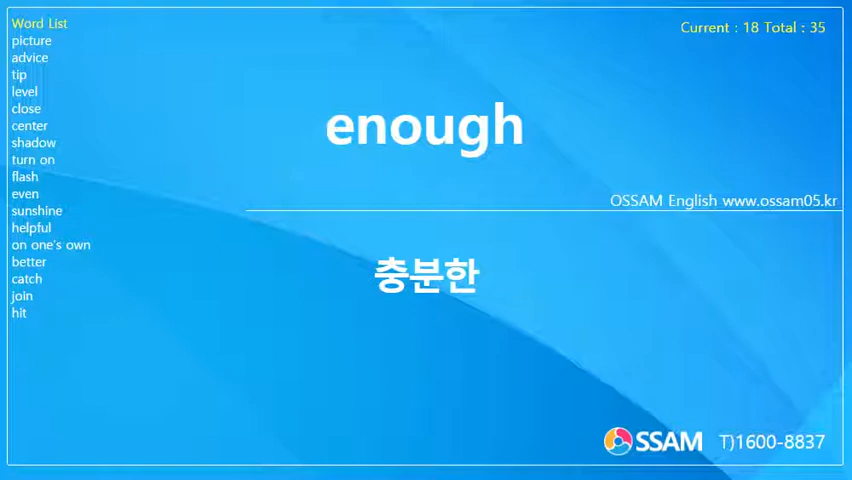 Word List
picture
advice
tip
level
close
center
shadow
turn on
flash
even
sunshine
helpful
on one's own
better
catch
join
hit
Current : 18 Total : 35
enough
OSSAM English www.ossam05.kr
충분한
OSSAM T)1600-8837